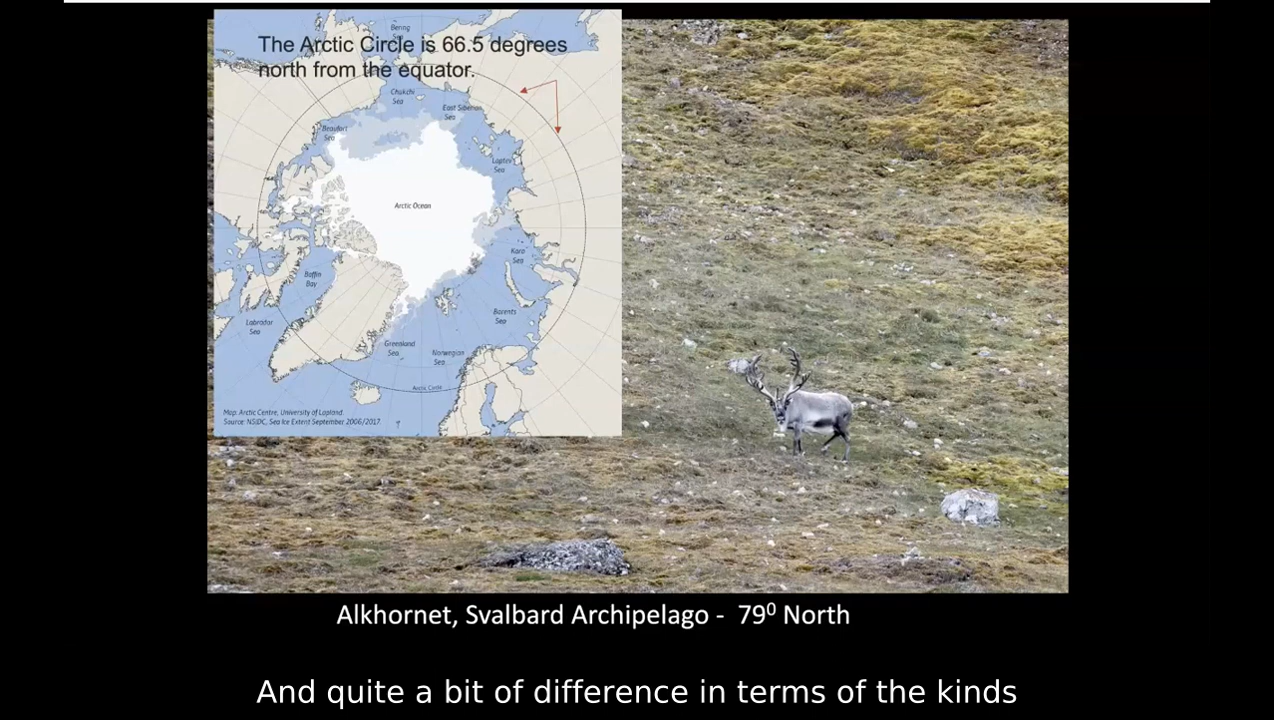 The Arctic Circle is 66.5 degrees
north from the equator.
Bering
Sea
Chukchi
Sea
East Siberian
Sea
Beaufort
Sea
Laptev
Sea
Arctic Ocean
Kara
Sea
Baffin
Bay
Barents
Sea
Labrador
Sea
Greenland
Sea
Norwegian
Sea
Arctic Circle
Map: Arctic Centre, University of Lapland.
Source: NSIDC, Sea Ice Extent September 2006/2017.
Alkhornet, Svalbard Archipelago - 79⁰ North
And quite a bit of difference in terms of the kinds